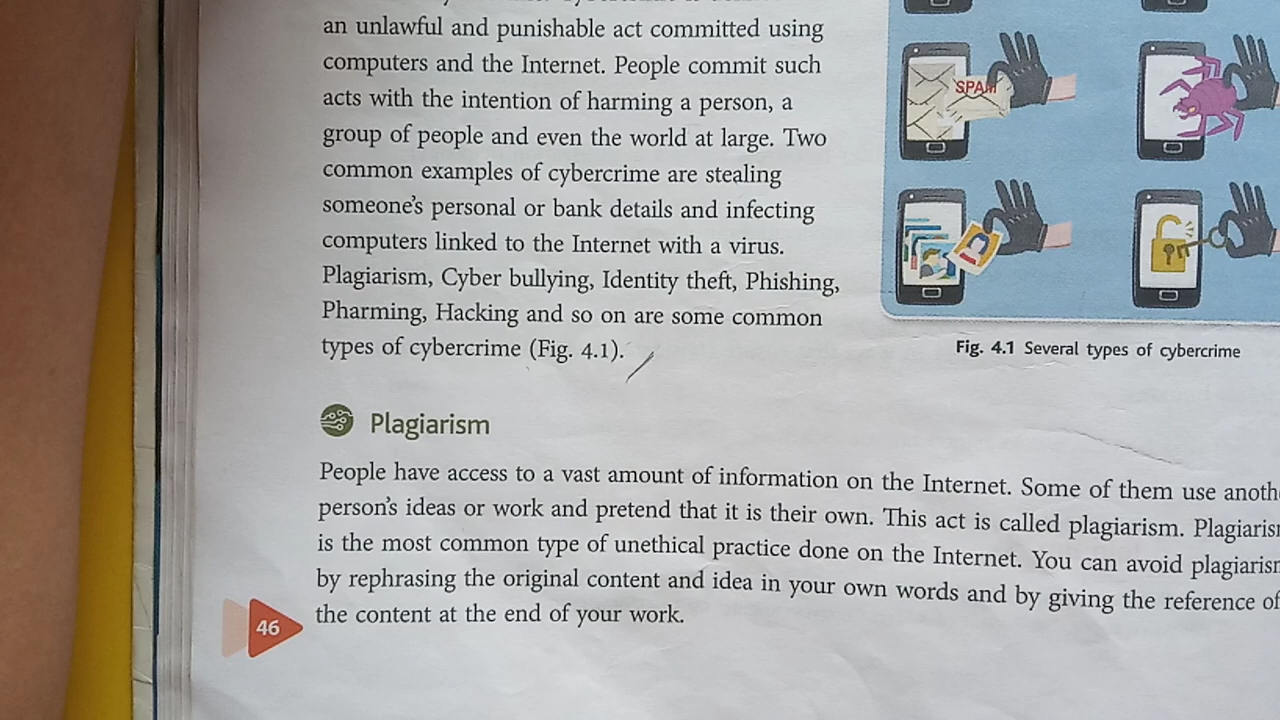 an unlawful and punishable act committed using
computers and the Internet. People commit such
acts with the intention of harming a person, a
group of people and even the world at large. Two
common examples of cybercrime are stealing
someone's personal or bank details and infecting
computers linked to the Internet with a virus.
Plagiarism, Cyber bullying, Identity theft, Phishing,
Pharming, Hacking and so on are some common
types of cybercrime (Fig. 4.1).
SPAM
Fig. 4.1 Several types of cybercrime
Plagiarism
People have access to a vast amount of information on the Internet. Some of them use
person's ideas or work and pretend that it is their own. This act is called plagiarism.
is the most common type of unethical practice done on the Internet. You can avoid
by rephrasing the original content and idea in your own words and by giving the reference of
the content at the end of your work.
46